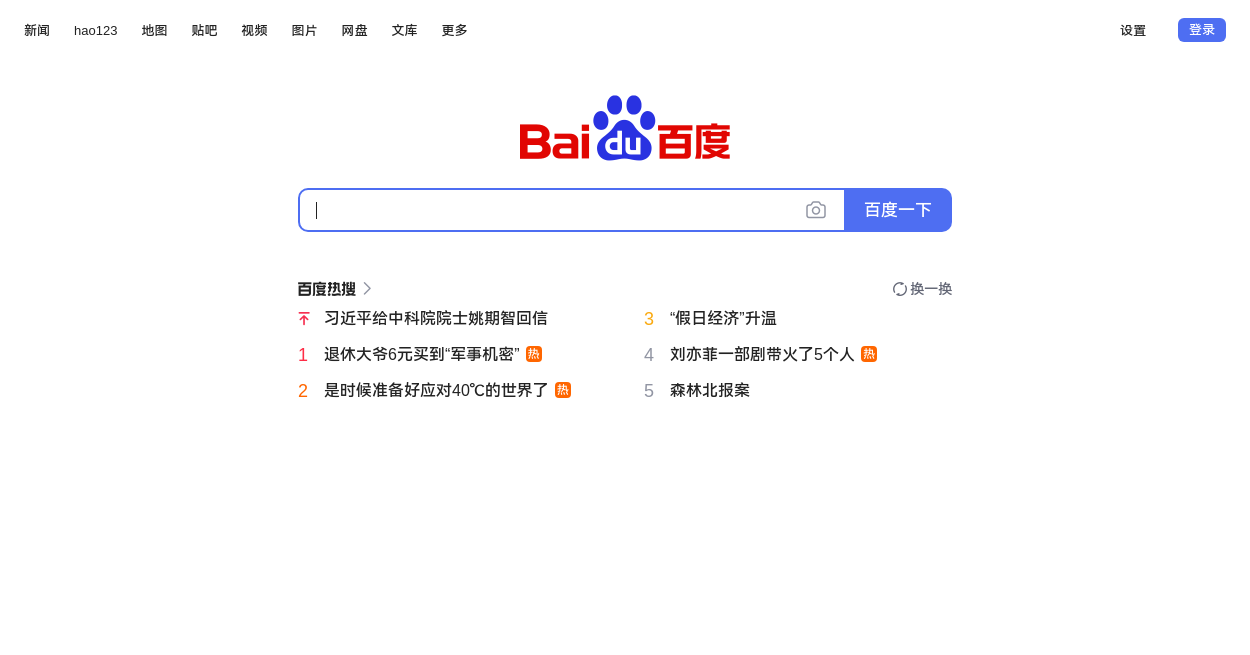 新闻 hao123 地图 贴吧 视频 图片 网盘 文库 更多 设置 登录
Bai du 百度
百度一下
百度热搜 换一换
习近平给中科院院士姚期智回信
1 退休大爷6元买到“军事机密” 热
2 是时候准备好应对40℃的世界了 热
3 “假日经济”升温
4 刘亦菲一部剧带火了5个人 热
5 森林北报案